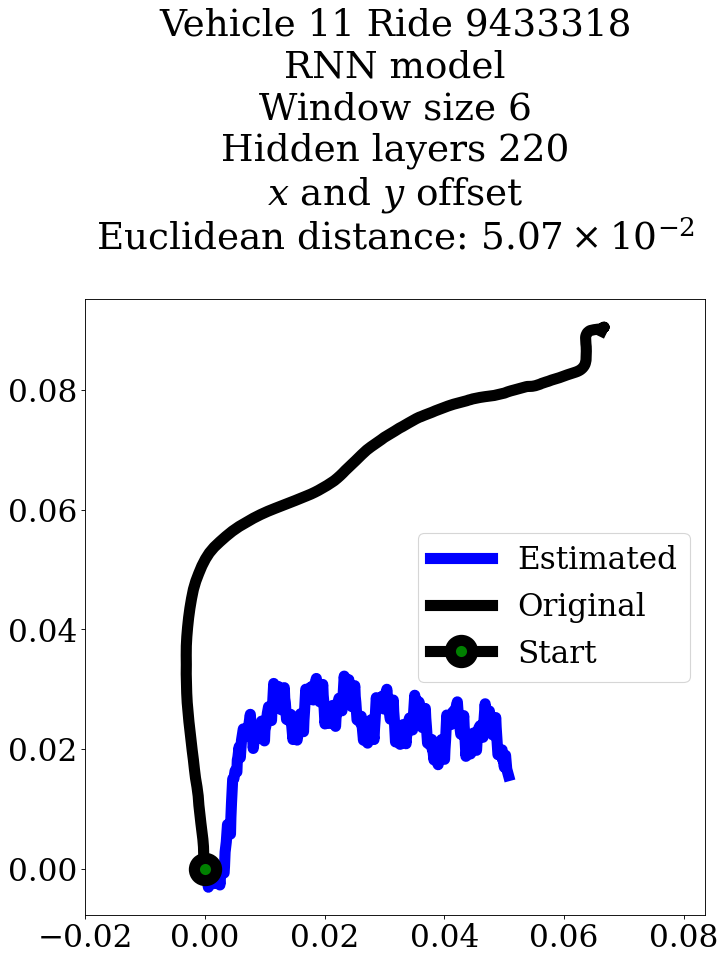 Vehicle 11 Ride 9433318
RNN model
Window size 6
Hidden layers 220
x and y offset
Euclidean distance: 5.07 × 10⁻²
0.08
0.06
0.04
0.02
0.00
Estimated
Original
Start
−0.02 0.00 0.02 0.04 0.06 0.08